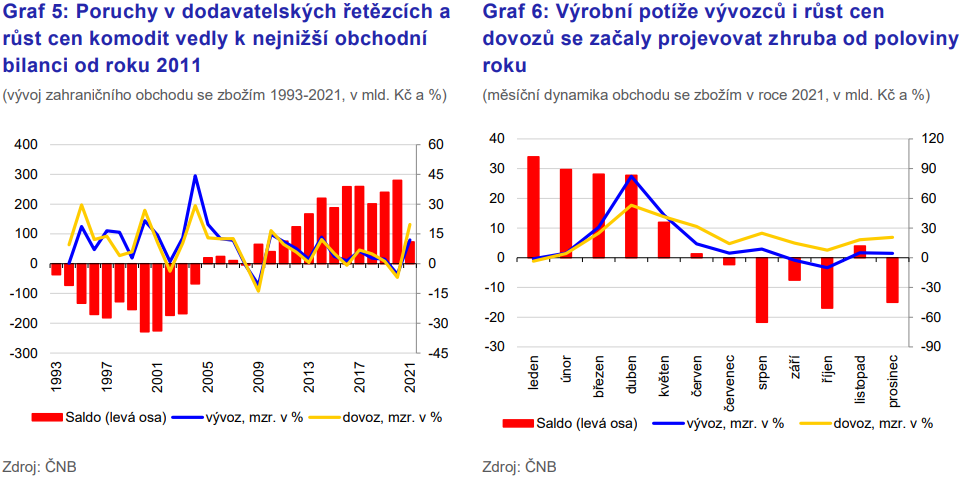 Graf 5: Poruchy v dodavatelských řetězcích a
růst cen komodit vedly k nejnižší obchodní
bilanci od roku 2011
(vývoj zahraničního obchodu se zbožím 1993-2021, v mld. Kč a %)
400
300
200
100
0
-100
-200
-300
60
45
30
15
0
-15
-30
-45
1993
1997
2001
2005
2009
2013
2017
2021
Saldo (levá osa) vývoz, mzr. v % dovoz, mzr. v %
Zdroj: ČNB
Graf 6: Výrobní potíže vývozců i růst cen
dovozů se začaly projevovat zhruba od poloviny
roku
(měsíční dynamika obchodu se zbožím v roce 2021, v mld. Kč a %)
40
30
20
10
0
-10
-20
-30
120
90
60
30
0
-30
-60
-90
leden
únor
březen
duben
květen
červen
červenec
srpen
září
říjen
listopad
prosinec
Saldo (levá osa) vývoz, mzr. v % dovoz, mzr. v %
Zdroj: ČNB